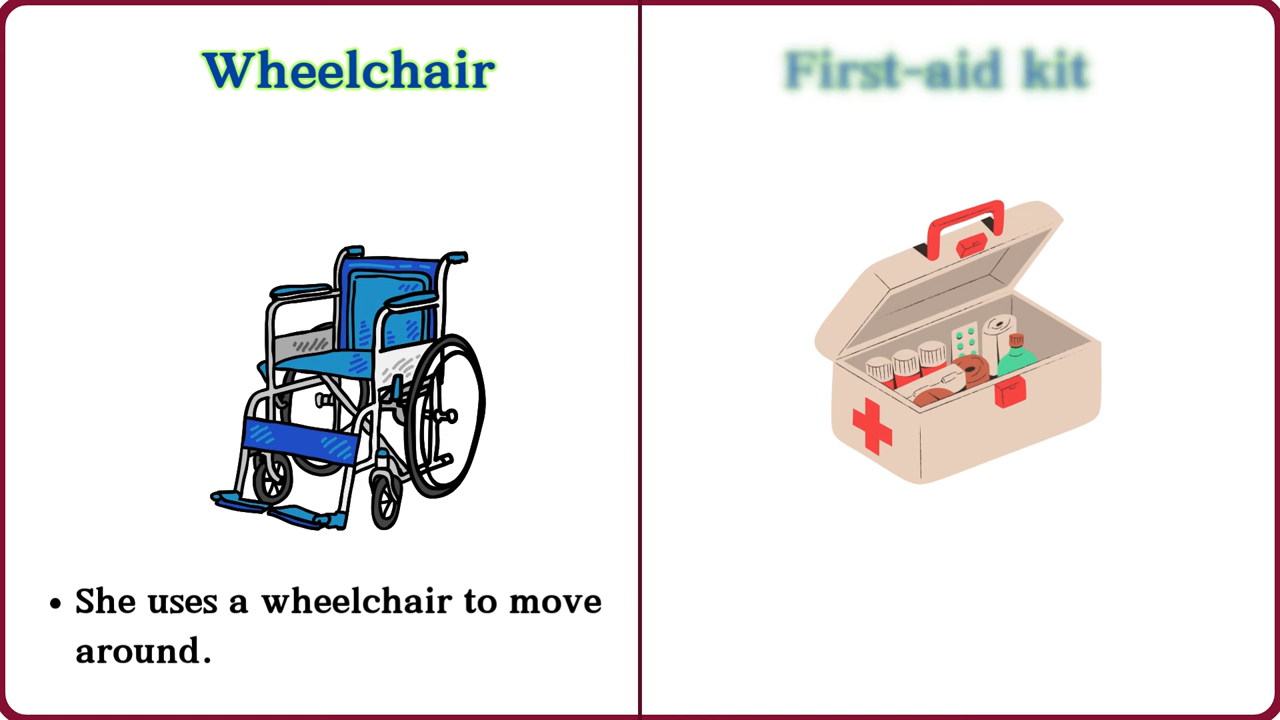 Wheelchair
First-aid kit
• She uses a wheelchair to move
around.